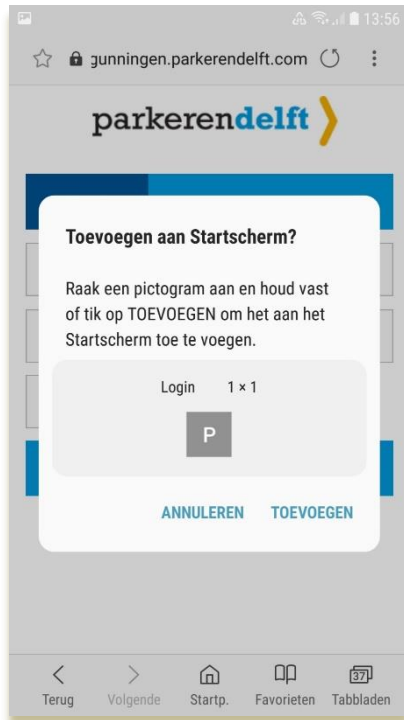 13:56
gunningen.parkerendelft.com
parkerendelft
Toevoegen aan Startscherm?
Raak een pictogram aan en houd vast
of tik op TOEVOEGEN om het aan het
Startscherm toe te voegen.
Login 1 × 1
P
ANNULEREN TOEVOEGEN
37
Terug Volgende Startp. Favorieten Tabbladen